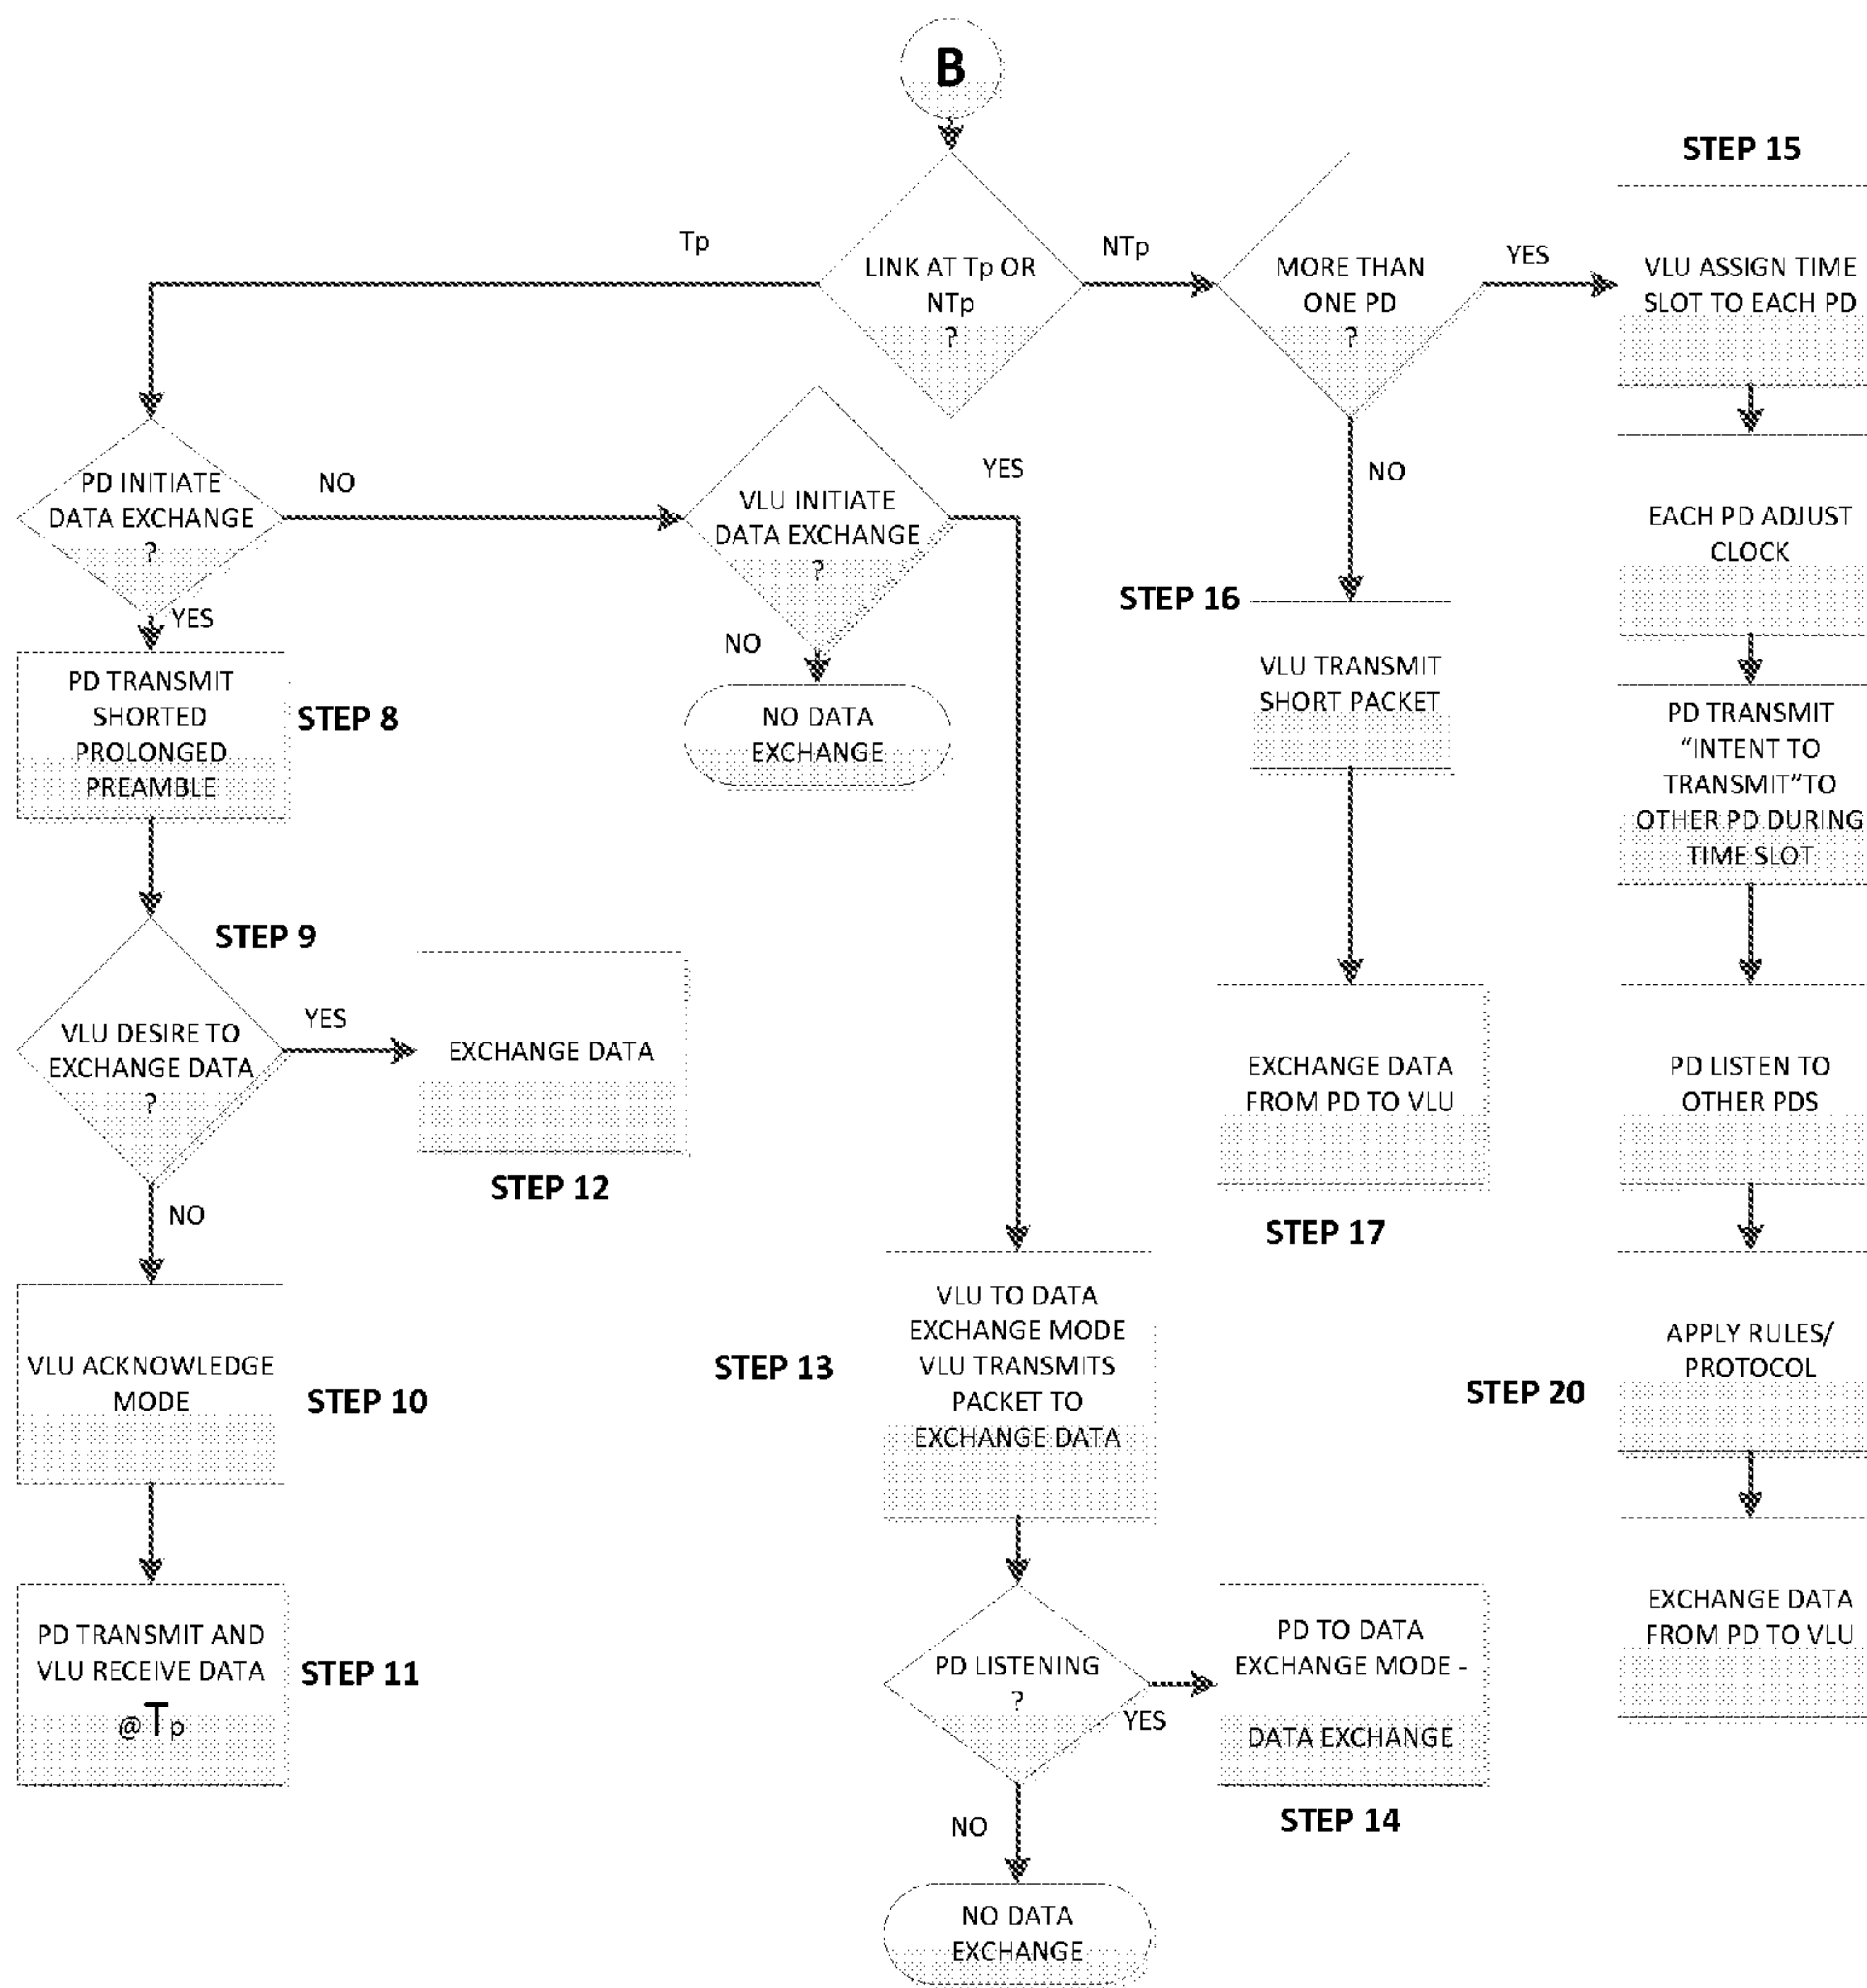 B
STEP 15
Tp
LINK AT Tp OR
NTp
?
NTp
MORE THAN
ONE PD
?
YES
VLU ASSIGN TIME
SLOT TO EACH PD
PD INITIATE
DATA EXCHANGE
?
NO
VLU INITIATE
DATA EXCHANGE
?
YES
NO
EACH PD ADJUST
CLOCK
YES
NO
STEP 16
PD TRANSMIT
SHORTED
PROLONGED
PREAMBLE
STEP 8
NO DATA
EXCHANGE
VLU TRANSMIT
SHORT PACKET
PD TRANSMIT
“INTENT TO
TRANSMIT”TO
OTHER PD DURING
TIME SLOT
STEP 9
VLU DESIRE TO
EXCHANGE DATA
?
YES
EXCHANGE DATA
STEP 12
EXCHANGE DATA
FROM PD TO VLU
STEP 17
PD LISTEN TO
OTHER PDS
NO
VLU ACKNOWLEDGE
MODE
STEP 10
STEP 13
VLU TO DATA
EXCHANGE MODE
VLU TRANSMITS
PACKET TO
EXCHANGE DATA
STEP 20
APPLY RULES/
PROTOCOL
PD TRANSMIT AND
VLU RECEIVE DATA
@Tp
STEP 11
PD LISTENING
?
YES
PD TO DATA
EXCHANGE MODE -
DATA EXCHANGE
STEP 14
EXCHANGE DATA
FROM PD TO VLU
NO
NO DATA
EXCHANGE